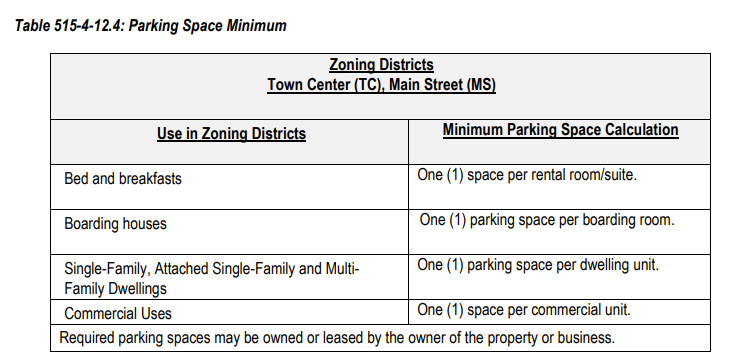 Table 515-4-12.4: Parking Space Minimum
Zoning Districts
Town Center (TC), Main Street (MS)
Use in Zoning Districts
Minimum Parking Space Calculation
Bed and breakfasts
One (1) space per rental room/suite.
Boarding houses
One (1) parking space per boarding room.
Single-Family, Attached Single-Family and Multi-
Family Dwellings
One (1) parking space per dwelling unit.
Commercial Uses
One (1) space per commercial unit.
Required parking spaces may be owned or leased by the owner of the property or business.